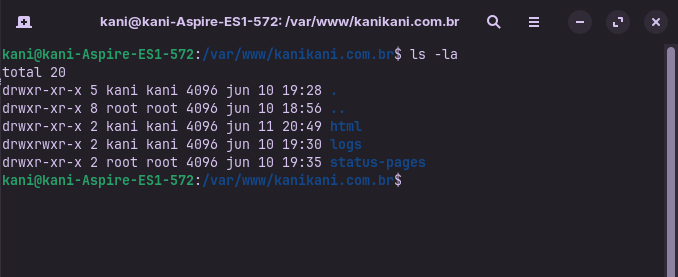 kani@kani-Aspire-ES1-572: /var/www/kanikani.com.br
kani@kani-Aspire-ES1-572:/var/www/kanikani.com.br$ ls -la
total 20
drwxr-xr-x 5 kani kani 4096 jun 10 19:28 .
drwxr-xr-x 8 root root 4096 jun 10 18:56 ..
drwxr-xr-x 2 kani kani 4096 jun 11 20:49 html
drwxrwxr-x 2 kani kani 4096 jun 10 19:30 logs
drwxr-xr-x 2 root root 4096 jun 10 19:35 status-pages
kani@kani-Aspire-ES1-572:/var/www/kanikani.com.br$